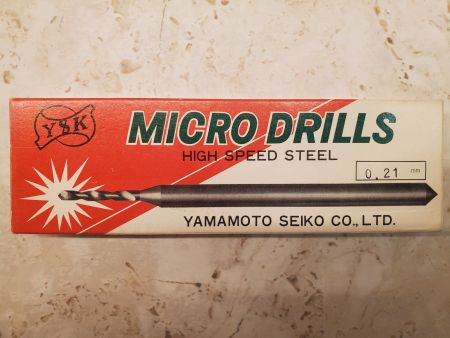 YSK
MICRO DRILLS
HIGH SPEED STEEL
0.21 mm
YAMAMOTO SEIKO CO., LTD.